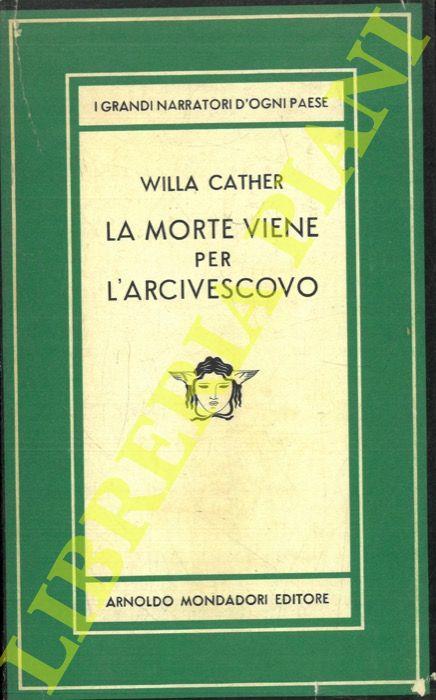 I GRANDI NARRATORI D'OGNI PAESE
WILLA CATHER
LA MORTE VIENE
PER
L'ARCIVESCOVO
ARNOLDO MONDADORI EDITORE
LIBRERIA PIANI